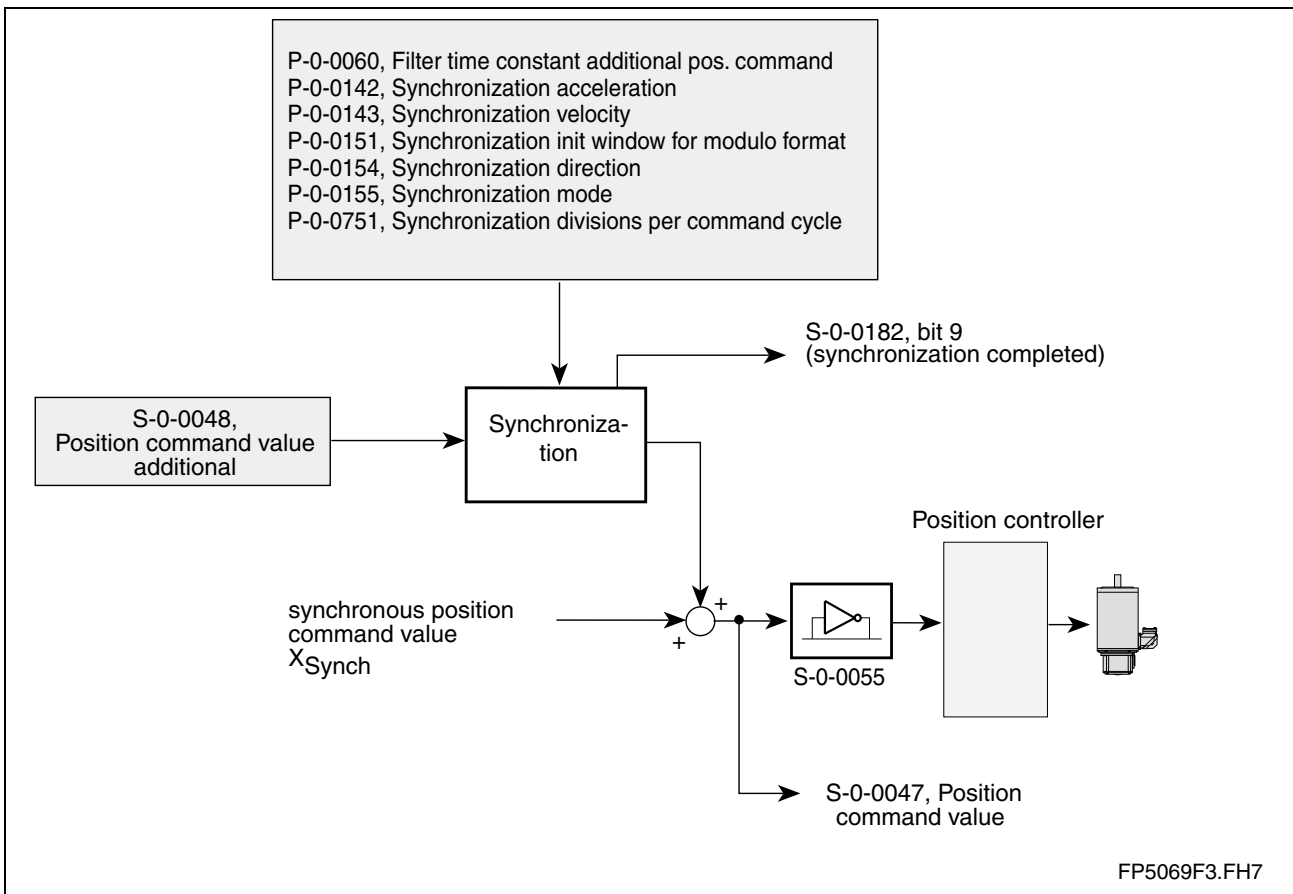 P-0-0060, Filter time constant additional pos. command
P-0-0142, Synchronization acceleration
P-0-0143, Synchronization velocity
P-0-0151, Synchronization init window for modulo format
P-0-0154, Synchronization direction
P-0-0155, Synchronization mode
P-0-0751, Synchronization divisions per command cycle
S-0-0182, bit 9
(synchronization completed)
S-0-0048,
Position command value
additional
Synchroniza-
tion
Position controller
synchronous position
command value
XSynch
+
+
S-0-0055
S-0-0047, Position
command value
FP5069F3.FH7